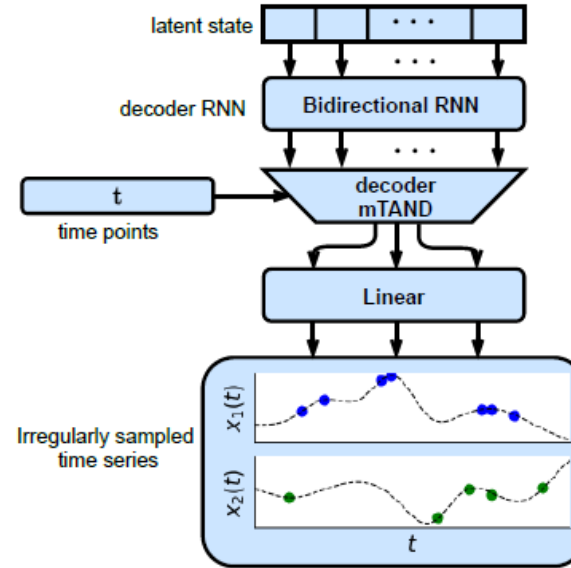 latent state
. . .
. . .
decoder RNN
Bidirectional RNN
. . .
t
decoder
mTAND
time points
Linear
x₁(t)
Irregularly sampled
time series
x₂(t)
t